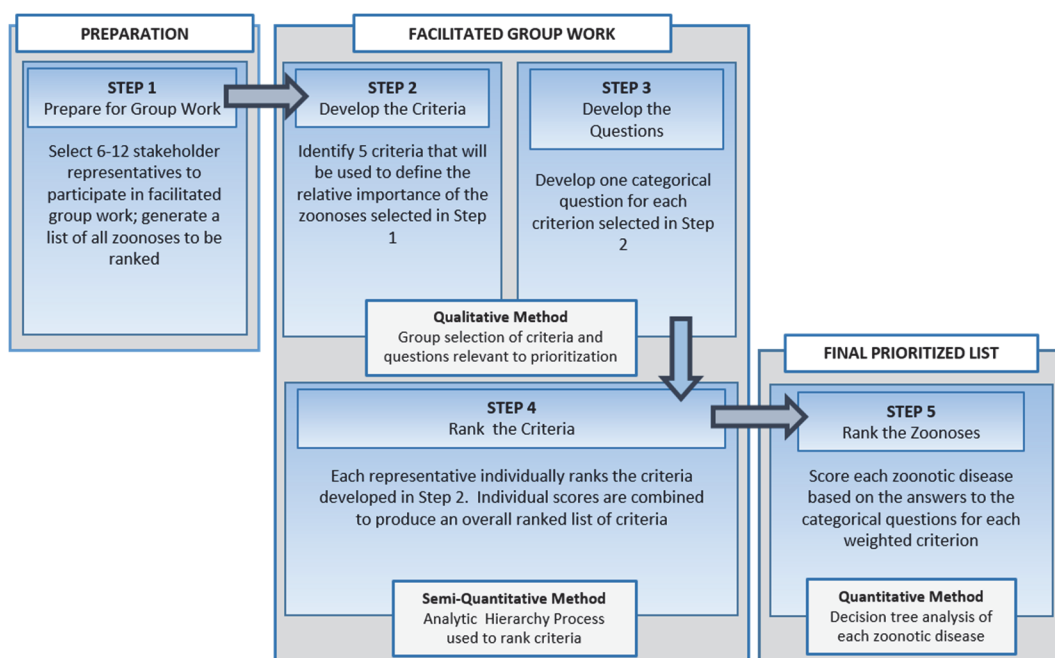 PREPARATION
STEP 1
Prepare for Group Work
Select 6-12 stakeholder
representatives to
participate in facilitated
group work; generate a
list of all zoonoses to be
ranked
FACILITATED GROUP WORK
STEP 2
Develop the Criteria
Identify 5 criteria that will
be used to define the
relative importance of the
zoonoses selected in Step
1
STEP 3
Develop the
Questions
Develop one categorical
question for each
criterion selected in Step
2
Qualitative Method
Group selection of criteria and
questions relevant to prioritization
STEP 4
Rank the Criteria
Each representative individually ranks the criteria
developed in Step 2. Individual scores are combined
to produce an overall ranked list of criteria
Semi-Quantitative Method
Analytic Hierarchy Process
used to rank criteria
FINAL PRIORITIZED LIST
STEP 5
Rank the Zoonoses
Score each zoonotic disease
based on the answers to the
categorical questions for each
weighted criterion
Quantitative Method
Decision tree analysis of
each zoonotic disease